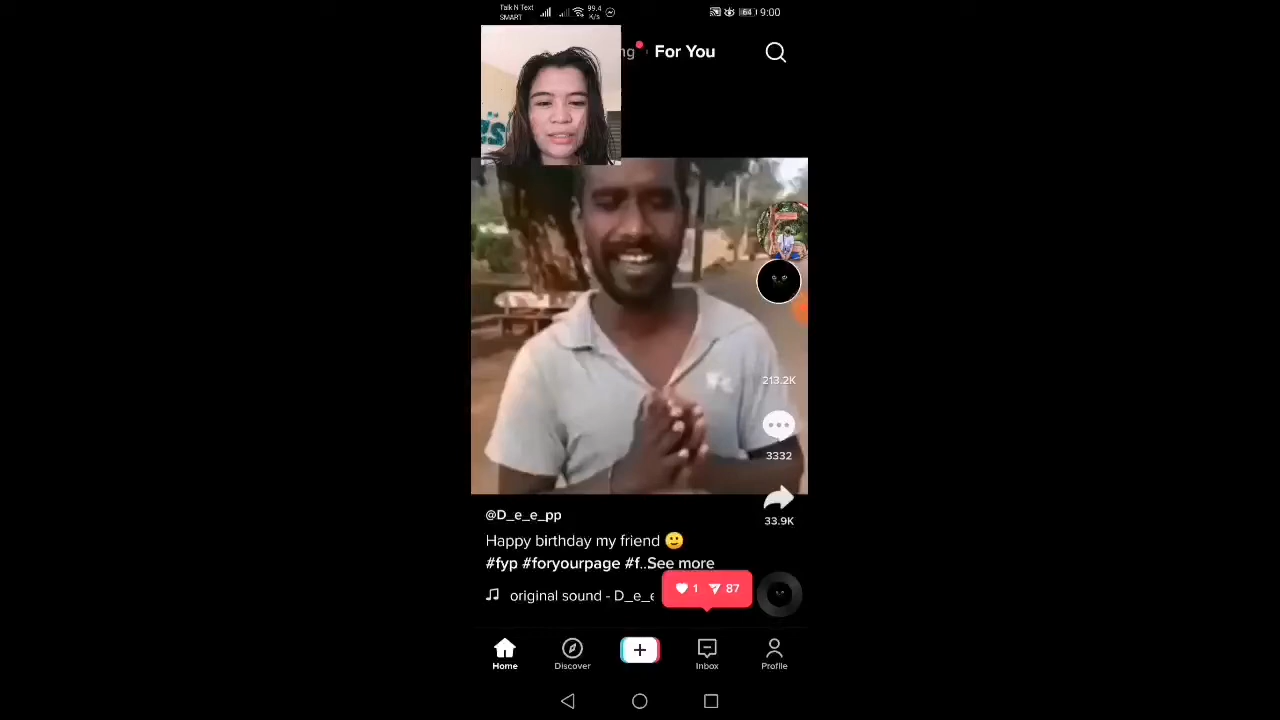 Talk N Text
SMART
99.4
K/s
64
9:00
ng
For You
213.2K
3332
33.9K
@D_e_e_pp
Happy birthday my friend 🙂
#fyp #foryourpage #f..See more
original sound - D_e_e
1
87
Home
Discover
Inbox
Profile